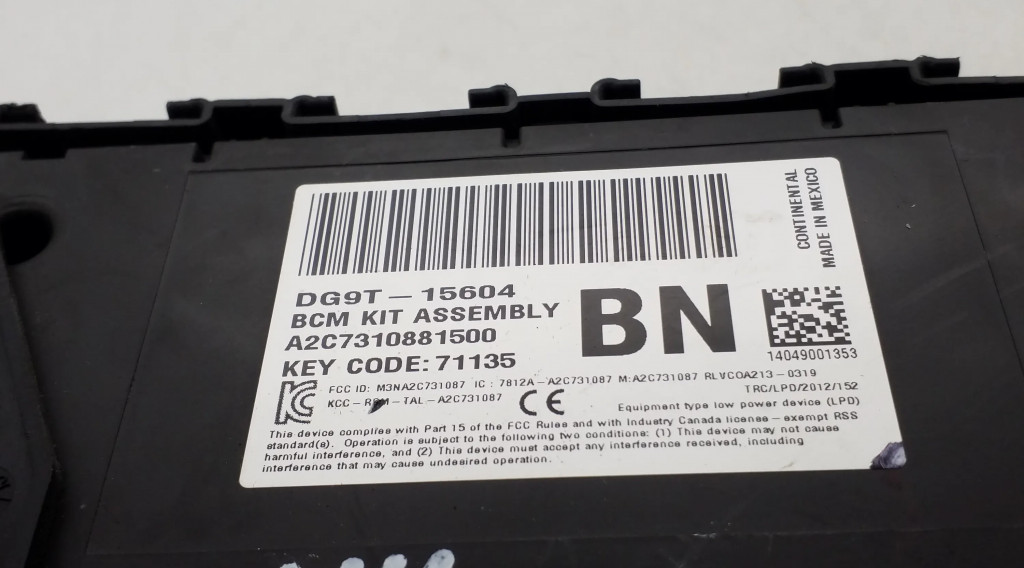 CONTINENTAL
MADE IN MEXICO
DG9T-15604
BCM KIT ASSEMBLY
A2C7310881500
KEY CODE: 71135
BN
14049001353
FCC ID: M3NA2C731087 IC : 7812A-A2C731087 M:A2C731087 RLVCOA213-0319
KCC- -TAL-A2C731087
CE
TRC/LPD/2012/152
Equipment type low power device (LPD)
This device complies with Part 15 of the FCC Rules and with Industry Canada license-exempt RSS
standard(s). Operation is subject to the following two conditions: (1) This device may not cause
harmful interference, and (2) This device must accept any interference received, including
interference that may cause undesired operation.